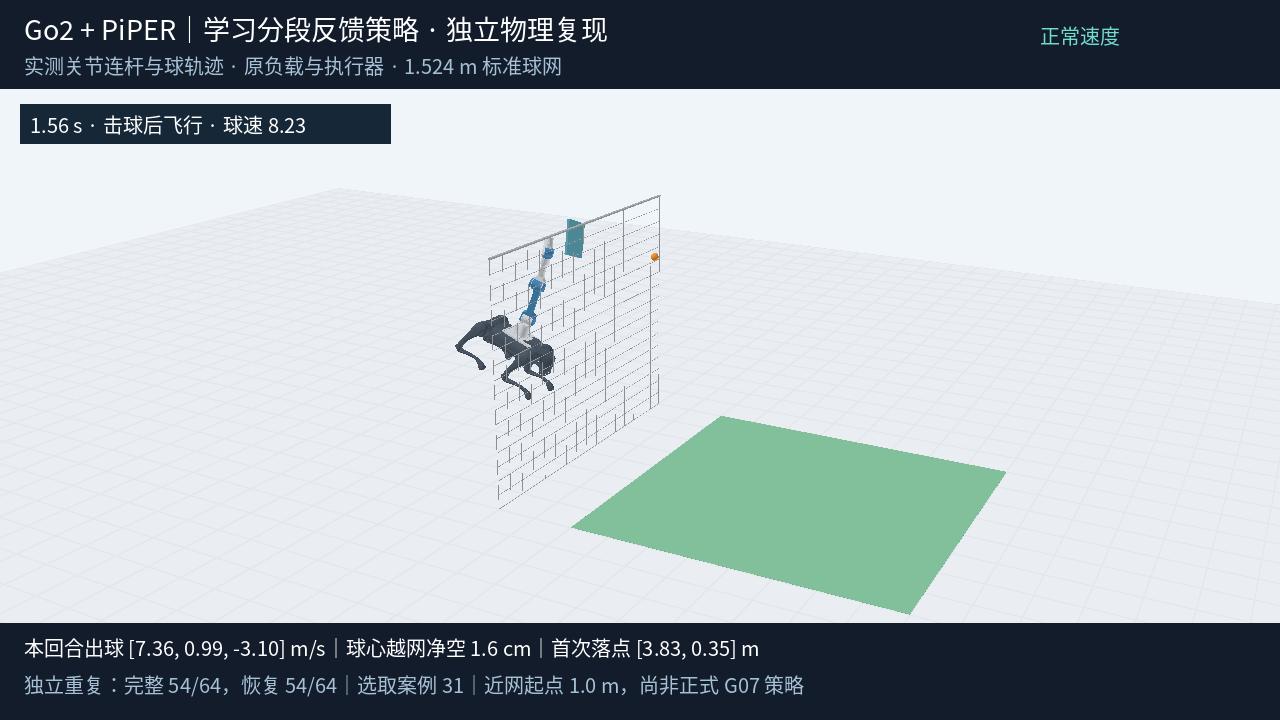 Go2 + PiPER｜学习分段反馈策略 · 独立物理复现
正常速度
实测关节连杆与球轨迹 · 原负载与执行器 · 1.524 m 标准球网
1.56 s · 击球后飞行 · 球速 8.23
本回合出球 [7.36, 0.99, -3.10] m/s｜球心越网净空 1.6 cm｜首次落点 [3.83, 0.35] m
独立重复：完整 54/64，恢复 54/64｜选取案例 31｜近网起点 1.0 m，尚非正式 G07 策略